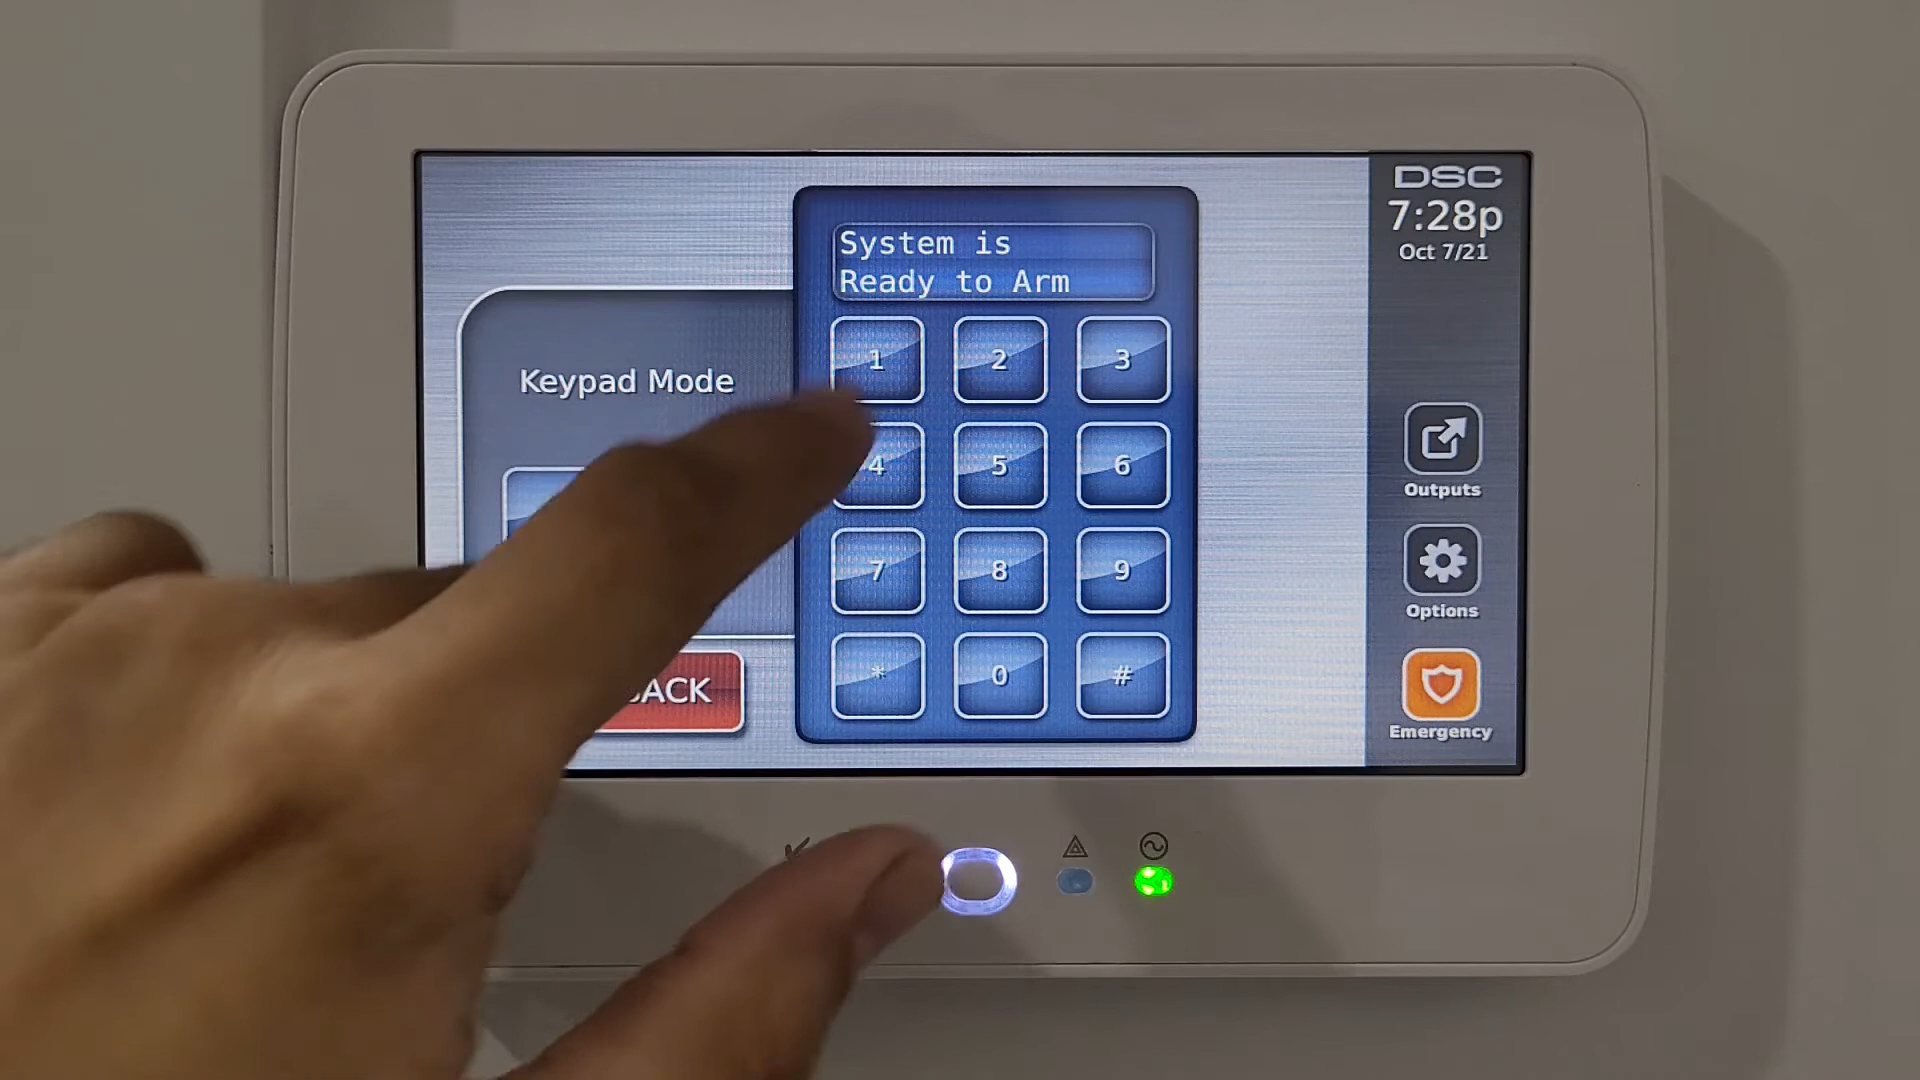 DSC
7:28p
Oct 7/21
System is
Ready to Arm
Keypad Mode
1 2 3
4 5 6
7 8 9
* 0 #
Outputs
Options
Emergency